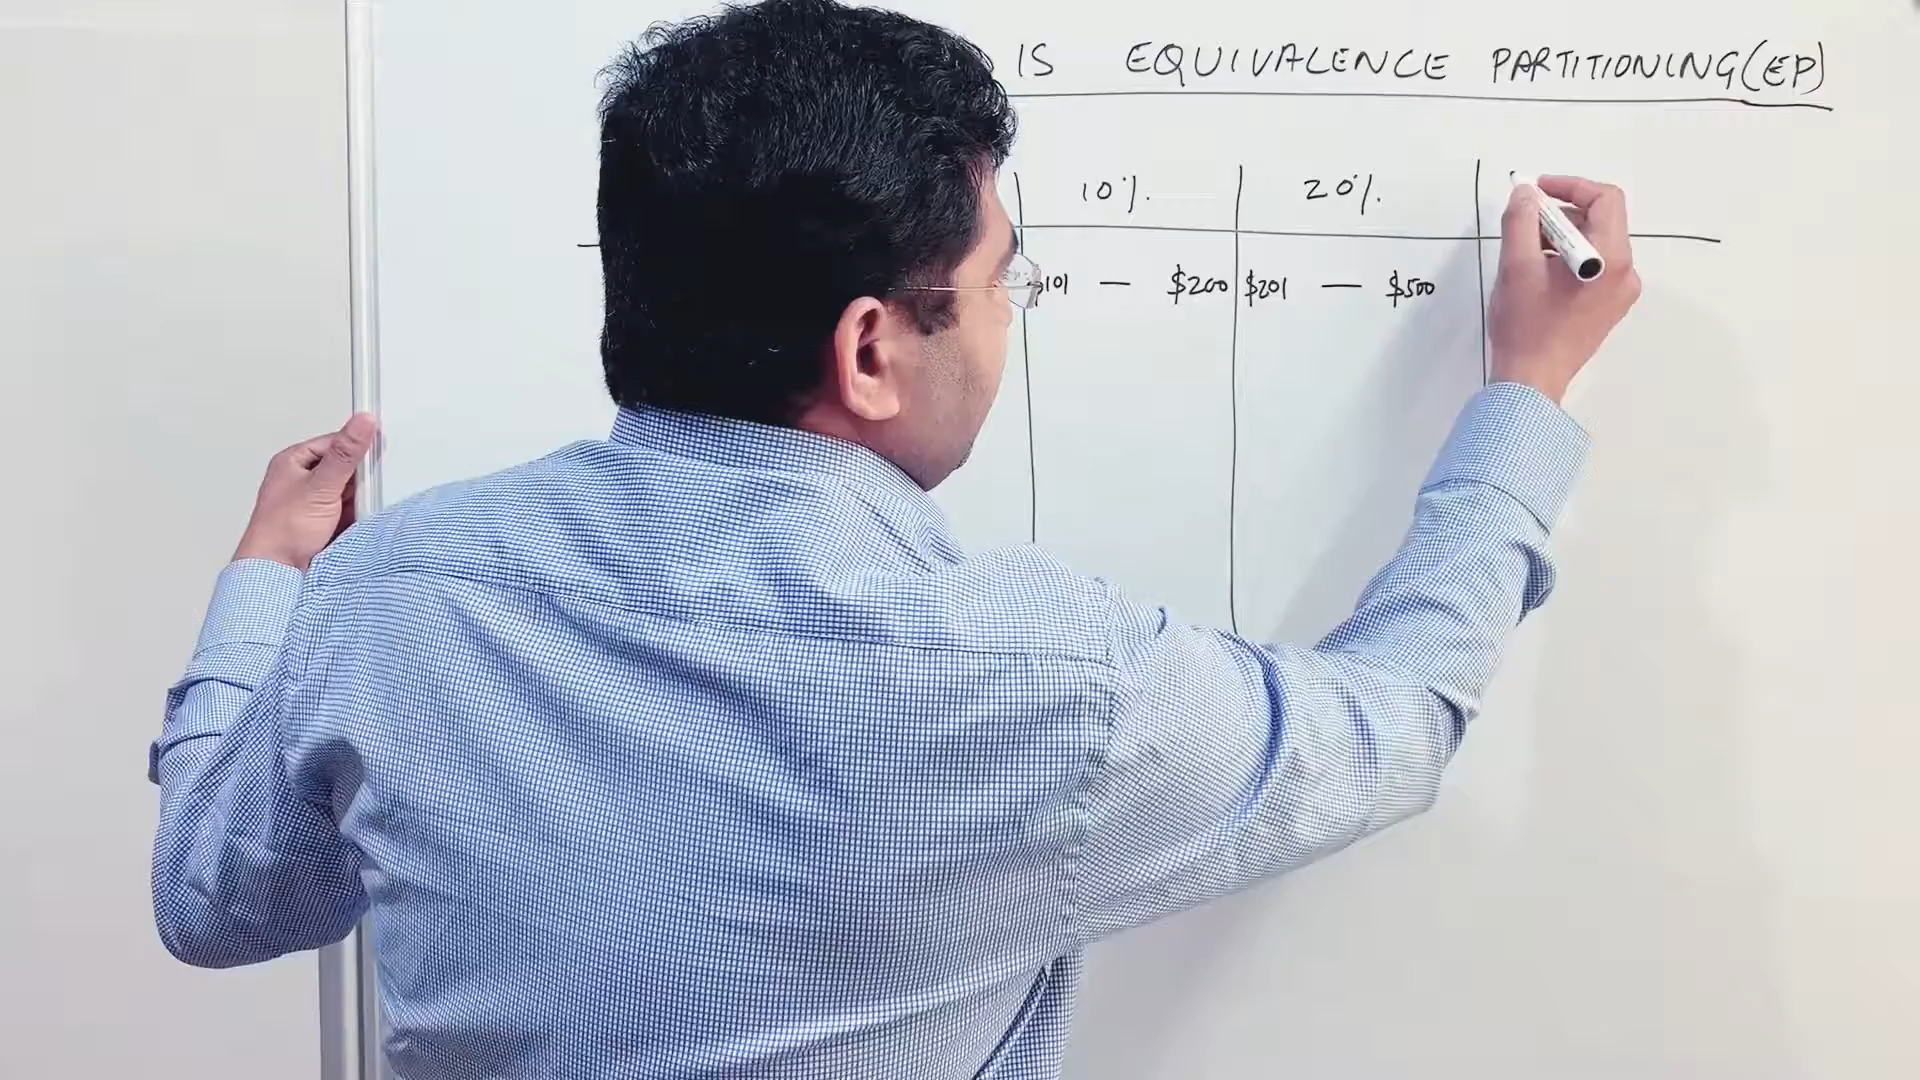 IS EQUIVALENCE PARTITIONING(EP)
10% 20%
$101 — $200 $201 — $500